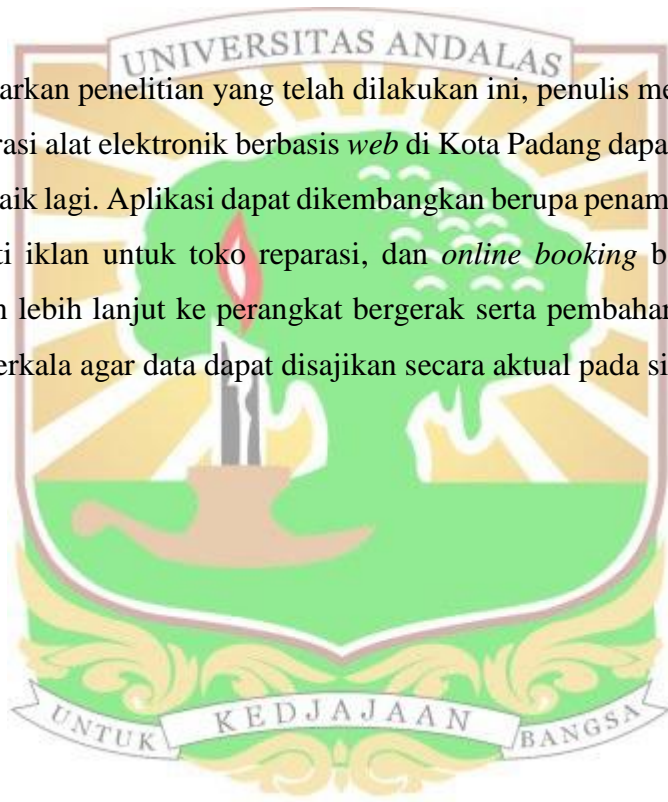 UNIVERSITAS ANDALAS
arkan penelitian yang telah dilakukan ini, penulis me
rasi alat elektronik berbasis web di Kota Padang dapa
aik lagi. Aplikasi dapat dikembangkan berupa penam
ti iklan untuk toko reparasi, dan online booking b
n lebih lanjut ke perangkat bergerak serta pembahar
erkala agar data dapat disajikan secara aktual pada si
UNTUK KEDJAJAAN BANGSA